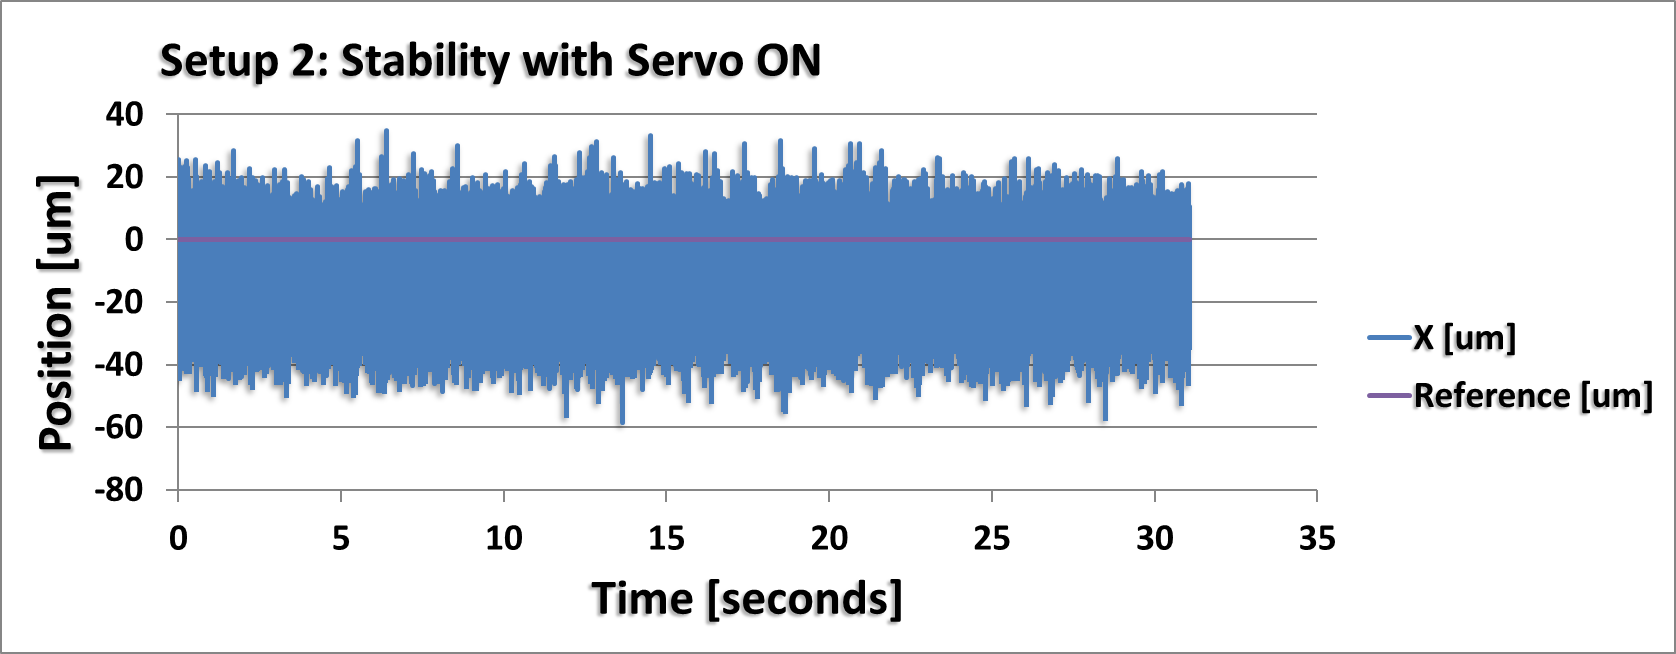 Setup 2: Stability with Servo ON
40
20
0
-20
-40
-60
-80
Position [um]
0 5 10 15 20 25 30 35
Time [seconds]
X [um]
Reference [um]